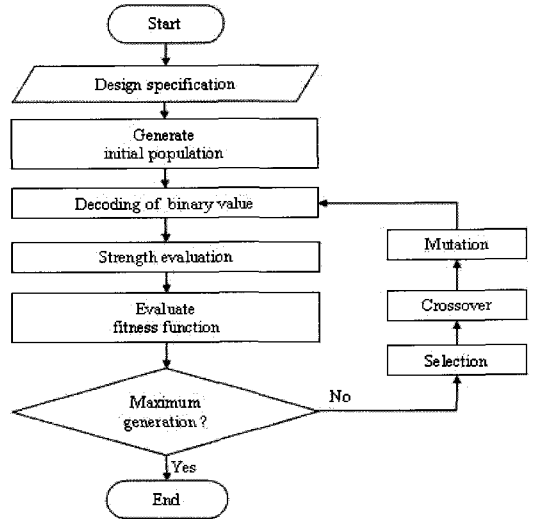 Start
Design specification
Generate
initial population
Decoding of binary value
Strength evaluation
Evaluate
fitness function
Maximum
generation ?
No
Yes
End
Mutation
Crossover
Selection